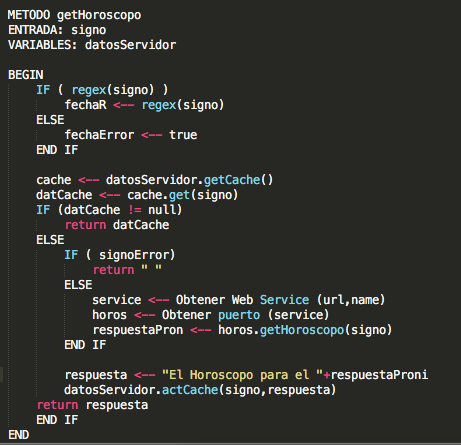 METODO getHoroscopo
ENTRADA: signo
VARIABLES: datosServidor

BEGIN
    IF ( regex(signo) )
        fechaR <-- regex(signo)
    ELSE
        fechaError <-- true
    END IF

    cache <-- datosServidor.getCache()
    datCache <-- cache.get(signo)
    IF (datCache != null)
        return datCache
    ELSE
        IF ( signoError)
            return " "
        ELSE
            service <-- Obtener Web Service (url,name)
            horos <-- Obtener puerto (service)
            respuestaPron <-- horos.getHoroscopo(signo)
        END IF

        respuesta <-- "El Horoscopo para el "+respuestaProni
        datosServidor.actCache(signo,respuesta)
    return respuesta
    END IF
END